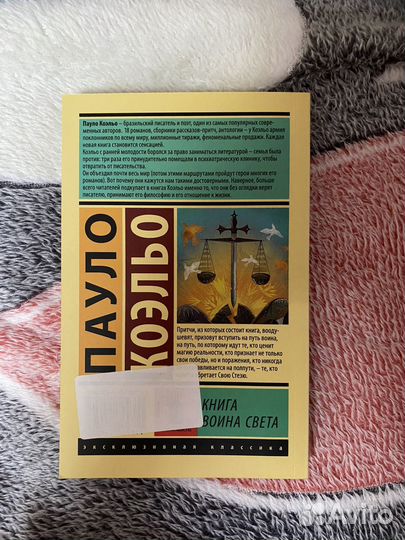 Пауло Коэльо – бразильский писатель и поэт, один из самых популярных совре-
менных авторов. 18 романов, сборники рассказов-притч, антологии – у Коэльо армия
поклонников по всему миру, миллионные тиражи, феноменальные продажи. Каждая
новая книга становится сенсацией.
Коэльо с ранней молодости боролся за право заниматься литературой – семья была
против: три раза его принудительно помещали в психиатрическую клинику, чтобы
отвратить от писательства.
Он объездил почти весь мир (потом этими маршрутами пройдут герои многих его
романов). Вот почему они кажутся нам такими достоверными. Наверное, больше
всего читателей подкупает в книгах Коэльо именно то, что они без оглядки верят
писателю, принимают его философию и его отношение к жизни.
ПАУЛО
КОЭЛЬО
Притчи, из которых состоит книга, вооду-
шевят, призовут вступить на путь воина,
на путь, по которому идут те, кто ценит
магию реальности, кто признает не только
свои победы, но и поражения, кто никогда
авливается на полпути, – те, кто
бретает Свою Стезю.
КНИГА
ВОИНА СВЕТА
эксклюзивная классика
Avito